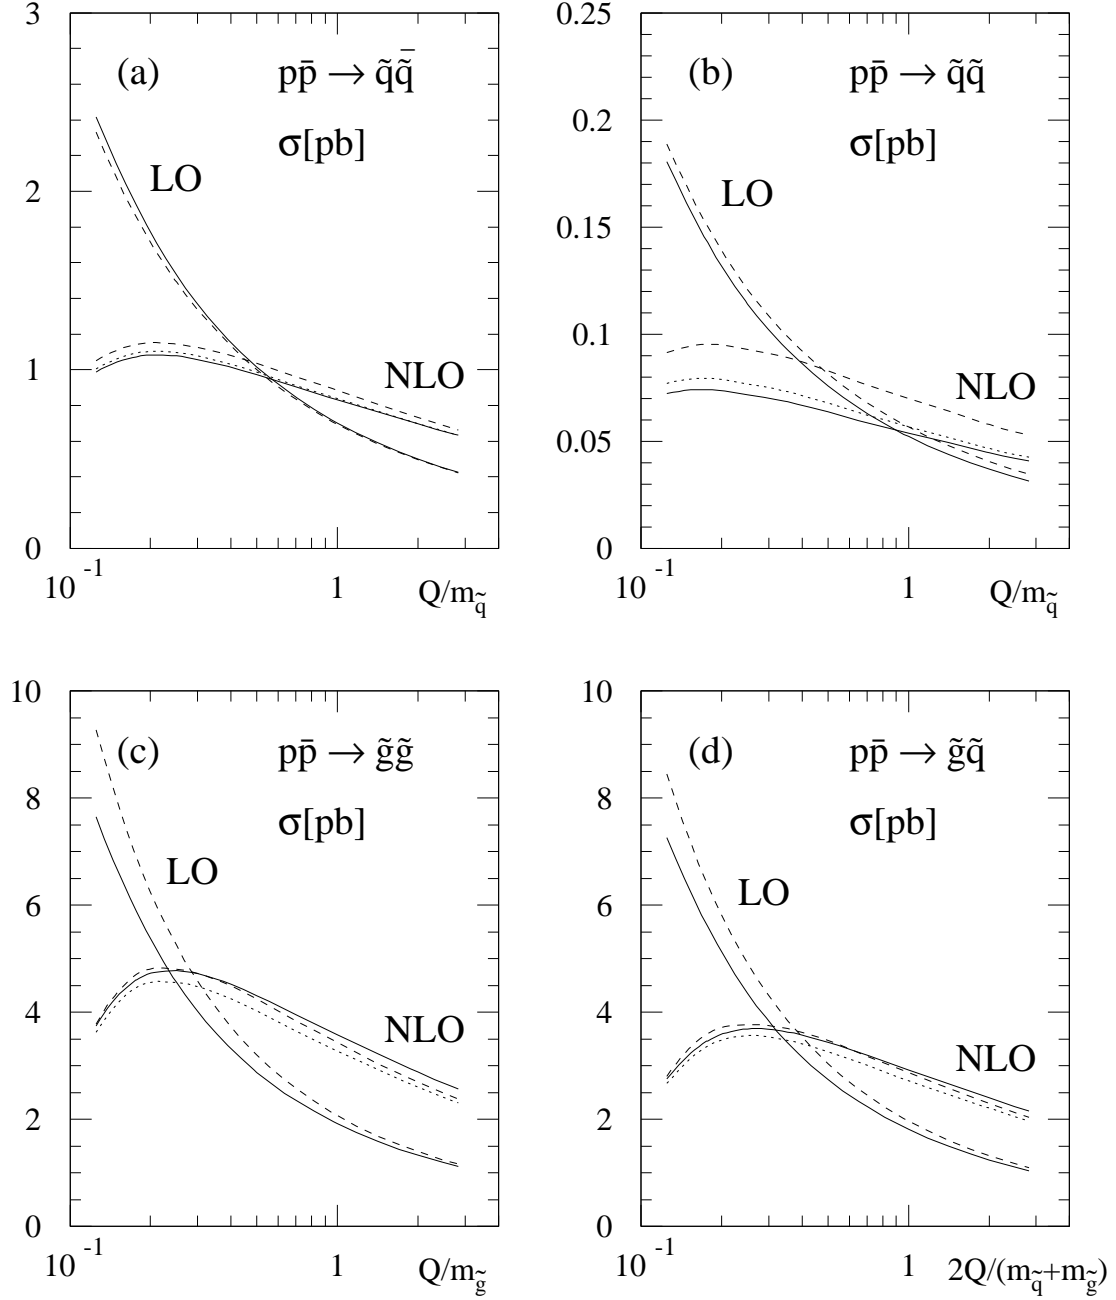 (a) pp̄ → q̃q̃̄
σ[pb]
LO
NLO
3
2
1
0
10⁻¹ 1 Q/m_q̃
(b) pp̄ → q̃q̃
σ[pb]
LO
NLO
0.25
0.2
0.15
0.1
0.05
0
10⁻¹ 1 Q/m_q̃
(c) pp̄ → g̃g̃
σ[pb]
LO
NLO
10
8
6
4
2
0
10⁻¹ 1 Q/m_g̃
(d) pp̄ → g̃q̃
σ[pb]
LO
NLO
10
8
6
4
2
0
10⁻¹ 1 2Q/(m_q̃+m_g̃)